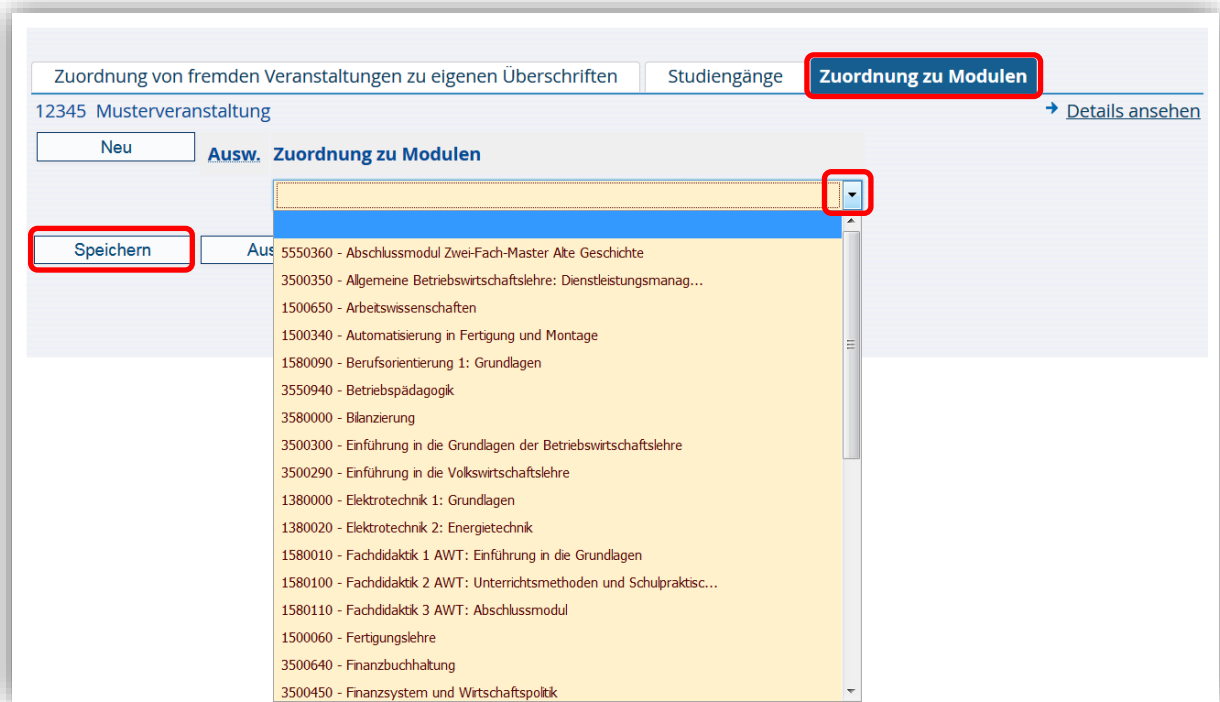 Zuordnung von fremden Veranstaltungen zu eigenen Überschriften Studiengänge Zuordnung zu Modulen
12345 Musterveranstaltung Details ansehen
Neu Ausw. Zuordnung zu Modulen
Speichern Aus
5550360 - Abschlussmodul Zwei-Fach-Master Alte Geschichte
3500350 - Allgemeine Betriebswirtschaftslehre: Dienstleistungsmanag...
1500650 - Arbeitswissenschaften
1500340 - Automatisierung in Fertigung und Montage
1580090 - Berufsorientierung 1: Grundlagen
3550940 - Betriebspädagogik
3580000 - Bilanzierung
3500300 - Einführung in die Grundlagen der Betriebswirtschaftslehre
3500290 - Einführung in die Volkswirtschaftslehre
1380000 - Elektrotechnik 1: Grundlagen
1380020 - Elektrotechnik 2: Energietechnik
1580010 - Fachdidaktik 1 AWT: Einführung in die Grundlagen
1580100 - Fachdidaktik 2 AWT: Unterrichtsmethoden und Schulpraktisc...
1580110 - Fachdidaktik 3 AWT: Abschlussmodul
1500060 - Fertigungslehre
3500640 - Finanzbuchhaltung
3500450 - Finanzsystem und Wirtschaftspolitik